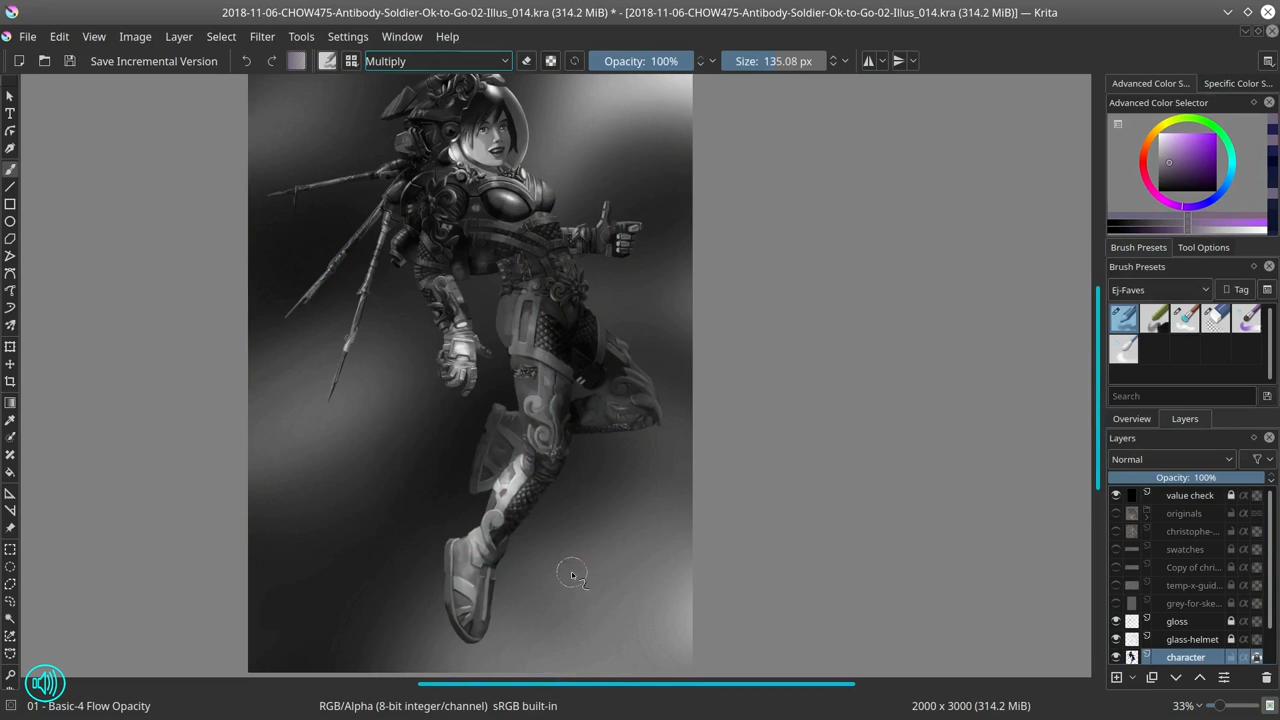 2018-11-06-CHOW475-Antibody-Soldier-Ok-to-Go-02-Illus_014.kra (314.2 MiB) * - [2018-11-06-CHOW475-Antibody-Soldier-Ok-to-Go-02-Illus_014.kra (314.2 MiB)] — Krita
File Edit View Image Layer Select Filter Tools Settings Window Help
Save Incremental Version Multiply Opacity: 100% Size: 135.08 px
Advanced Color S... Specific Color S...
Advanced Color Selector
Brush Presets Tool Options
Brush Presets
Ej-Faves Tag
Search
Overview Layers
Layers
Normal
Opacity: 100%
value check
originals
christophe-...
swatches
Copy of chri...
temp-x-guid...
grey-for-ske...
gloss
glass-helmet
character
01 - Basic-4 Flow Opacity RGB/Alpha (8-bit integer/channel) sRGB built-in 2000 x 3000 (314.2 MiB) 33%